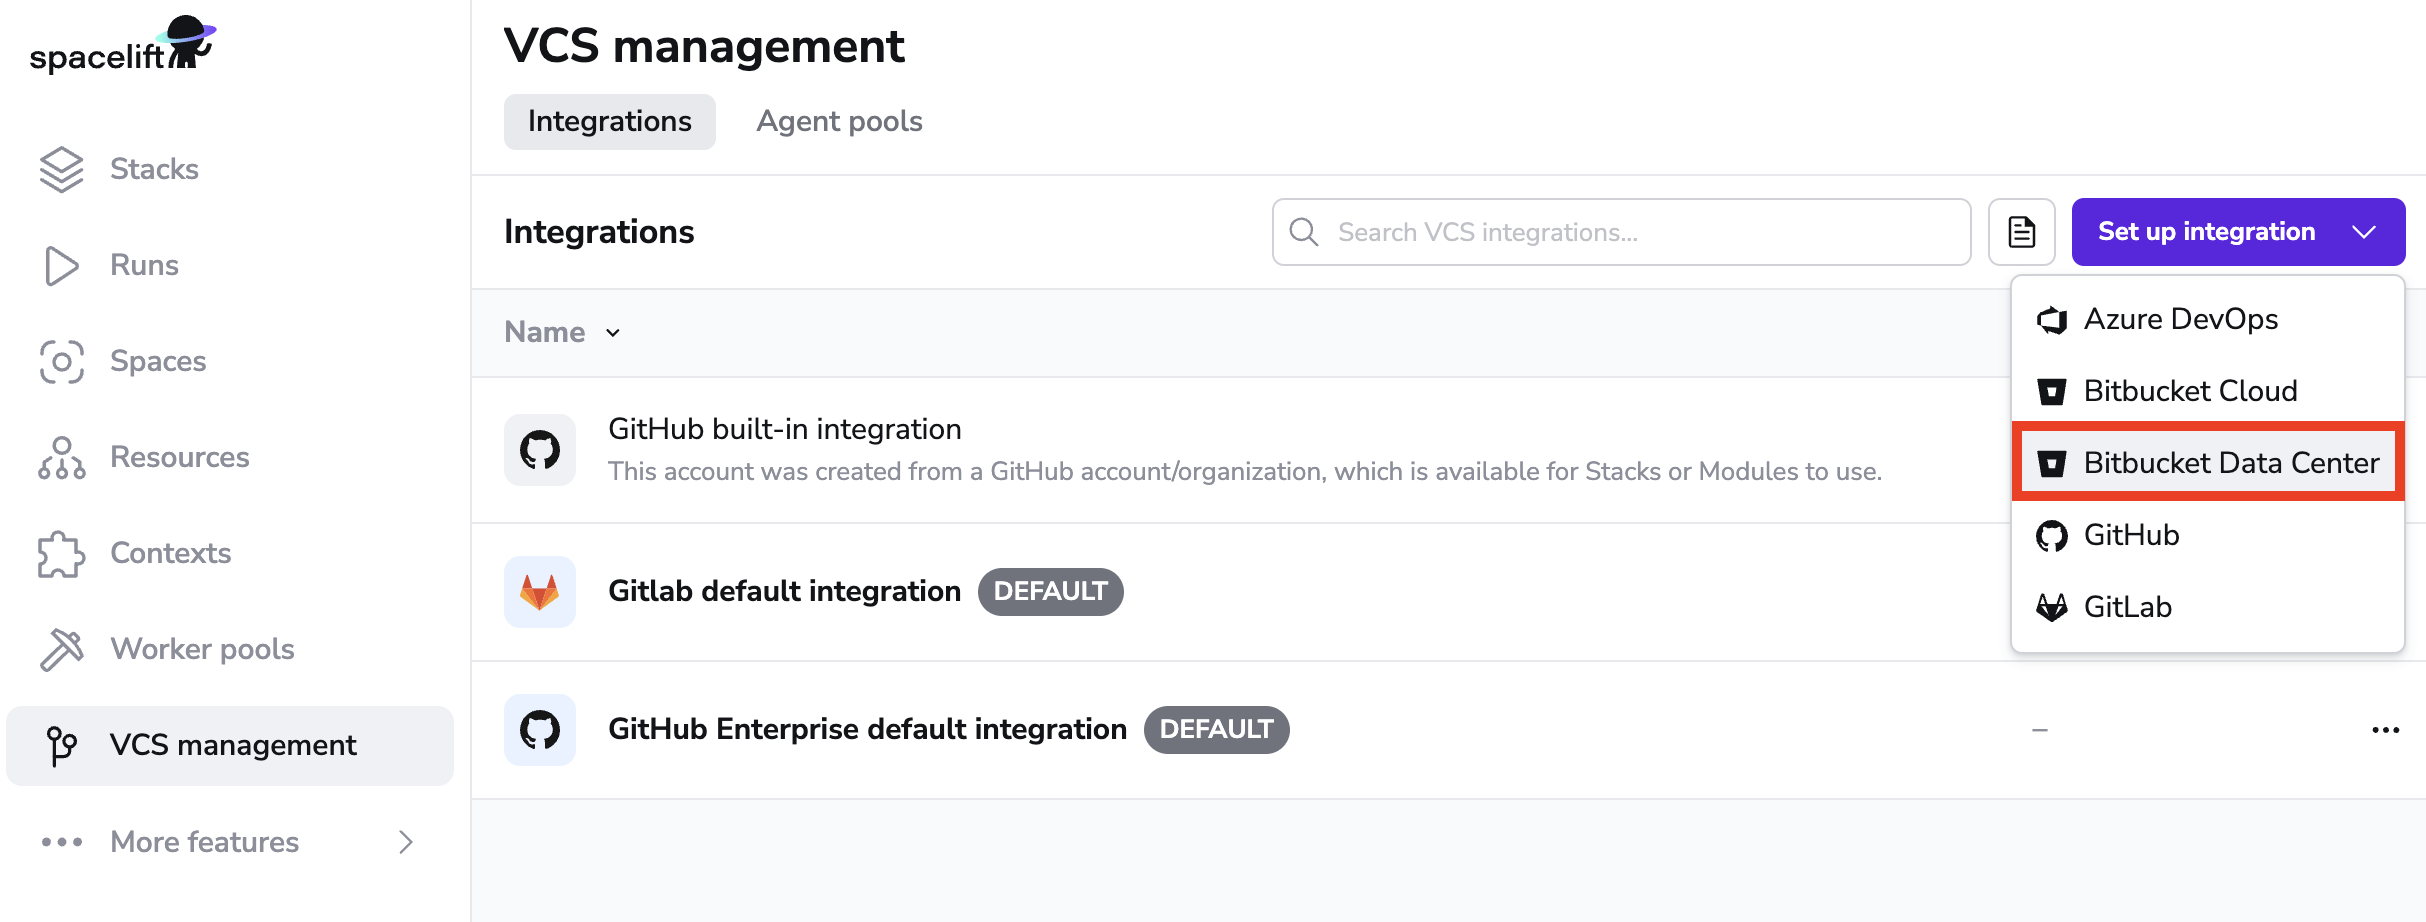 spacelift
Stacks
Runs
Spaces
Resources
Contexts
Worker pools
VCS management
More features
VCS management
Integrations
Agent pools
Integrations
Search VCS integrations...
Set up integration
Azure DevOps
Bitbucket Cloud
Bitbucket Data Center
GitHub
GitLab
Name
GitHub built-in integration
This account was created from a GitHub account/organization, which is available for Stacks or Modules to use.
Gitlab default integration DEFAULT
GitHub Enterprise default integration DEFAULT –